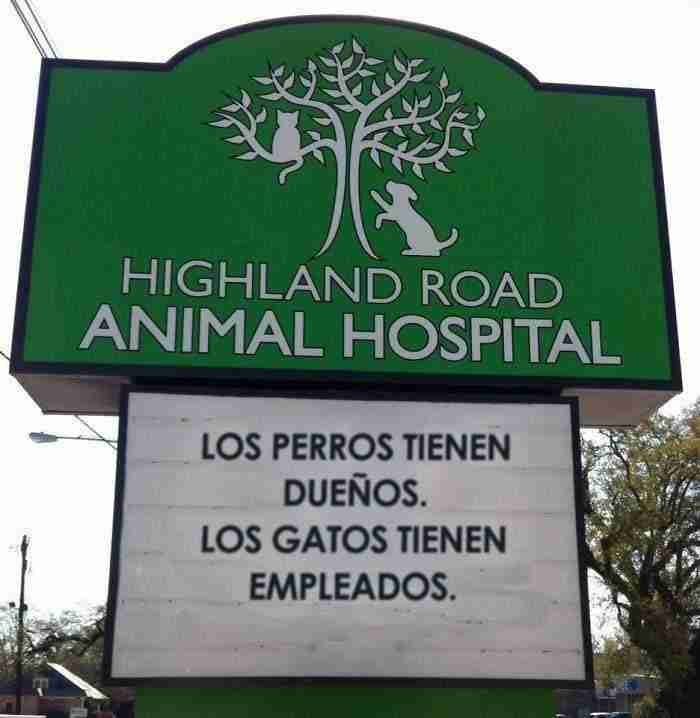 HIGHLAND ROAD
ANIMAL HOSPITAL
LOS PERROS TIENEN
DUEÑOS.
LOS GATOS TIENEN
EMPLEADOS.